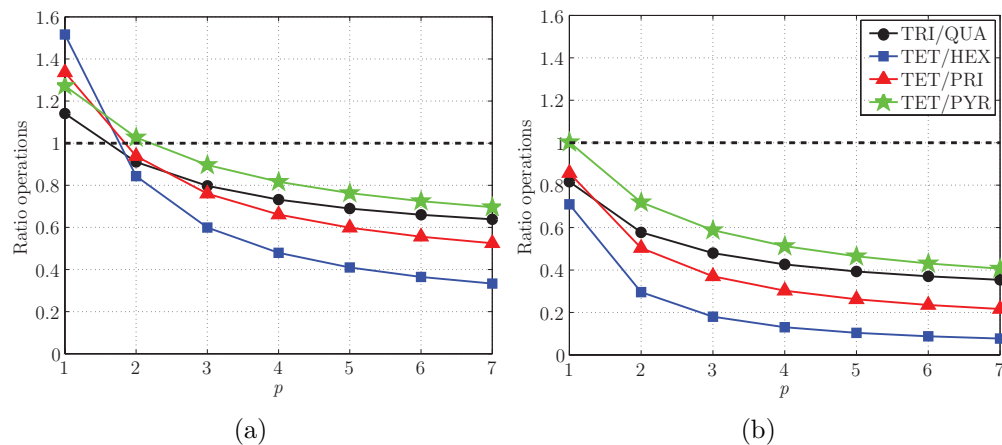 1.6
1.4
1.2
1
0.8
0.6
0.4
0.2
0
Ratio operations
1 2 3 4 5 6 7
p
(a)
1.6
1.4
1.2
1
0.8
0.6
0.4
0.2
0
Ratio operations
TRI/QUA
TET/HEX
TET/PRI
TET/PYR
1 2 3 4 5 6 7
p
(b)